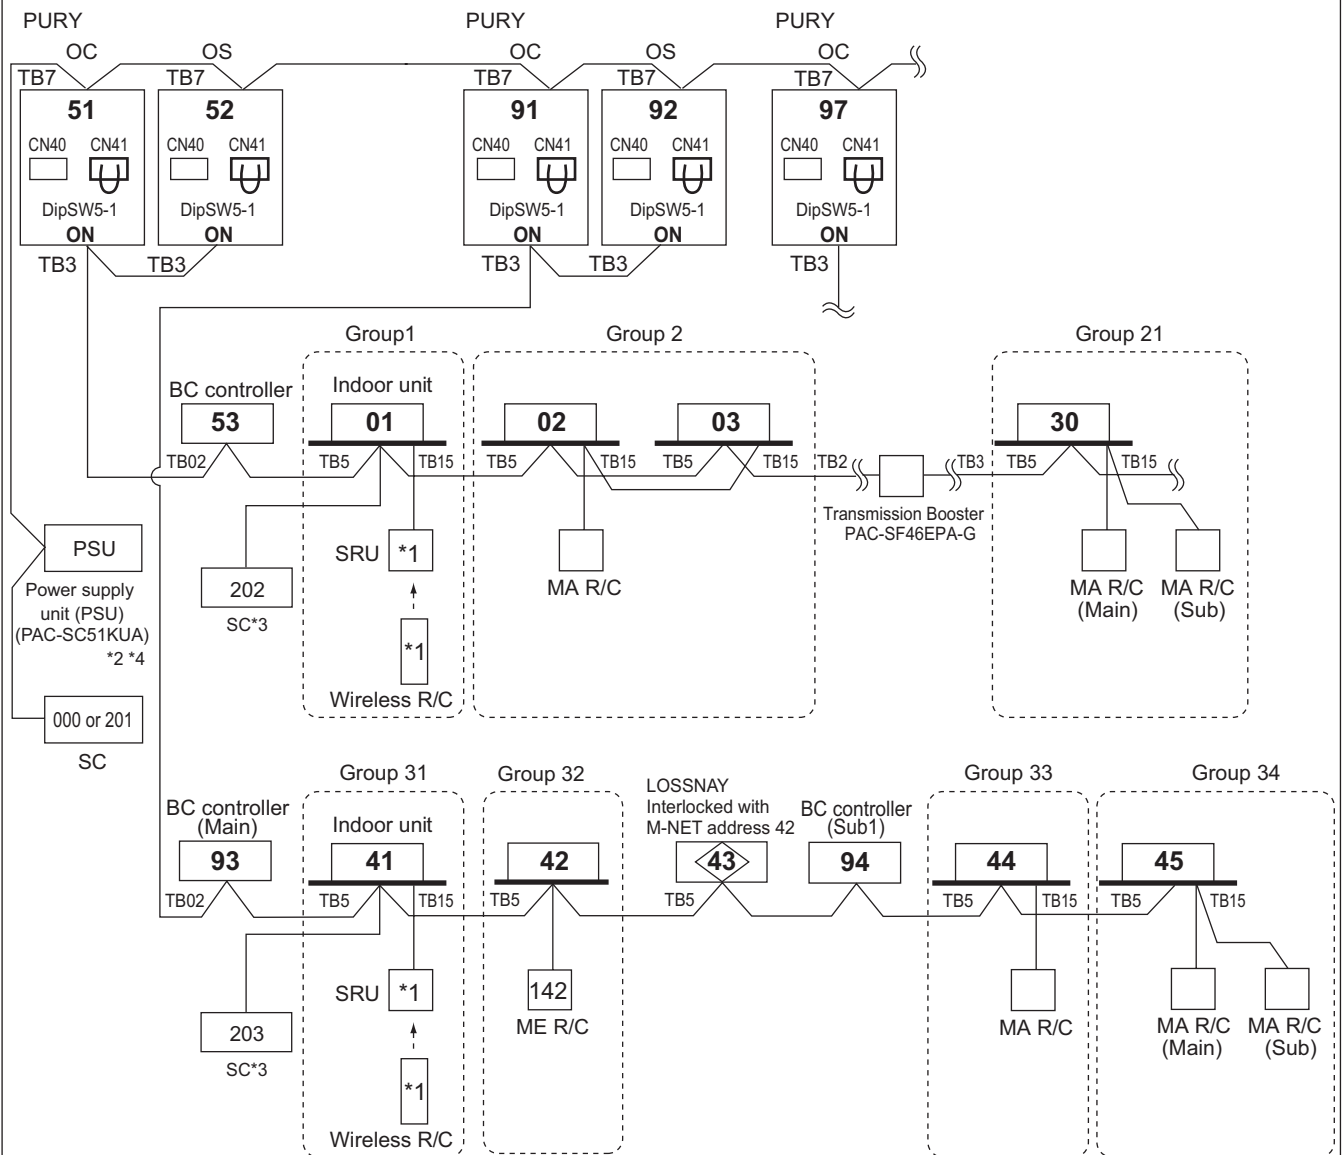 PURY PURY PURY
OC OS OC OS OC
TB7 TB7 TB7 TB7 TB7
51 52 91 92 97
CN40 CN41 CN40 CN41 CN40 CN41 CN40 CN41 CN40 CN41
DipSW5-1 DipSW5-1 DipSW5-1 DipSW5-1 DipSW5-1
ON ON ON ON ON
TB3 TB3 TB3 TB3 TB3
Group1 Group 2 Group 21
BC controller Indoor unit
53 01 02 03 30
TB02 TB5 TB15 TB5 TB15 TB5 TB15 TB2 TB3 TB5 TB15
Transmission Booster
PAC-SF46EPA-G
PSU
202
SRU *1
SC*3
MA R/C
MA R/C
(Main)
MA R/C
(Sub)
Power supply
unit (PSU)
(PAC-SC51KUA)
*2 *4
*1
Wireless R/C
000 or 201
SC
Group 31 Group 32 Group 33 Group 34
BC controller
(Main)
Indoor unit
LOSSNAY
Interlocked with
M-NET address 42
BC controller
(Sub1)
93 41 42 43 94 44 45
TB02 TB5 TB15 TB5 TB5 TB5 TB15 TB5 TB15
203
SC*3
SRU *1
142
ME R/C
MA R/C
MA R/C
(Main)
MA R/C
(Sub)
*1
Wireless R/C